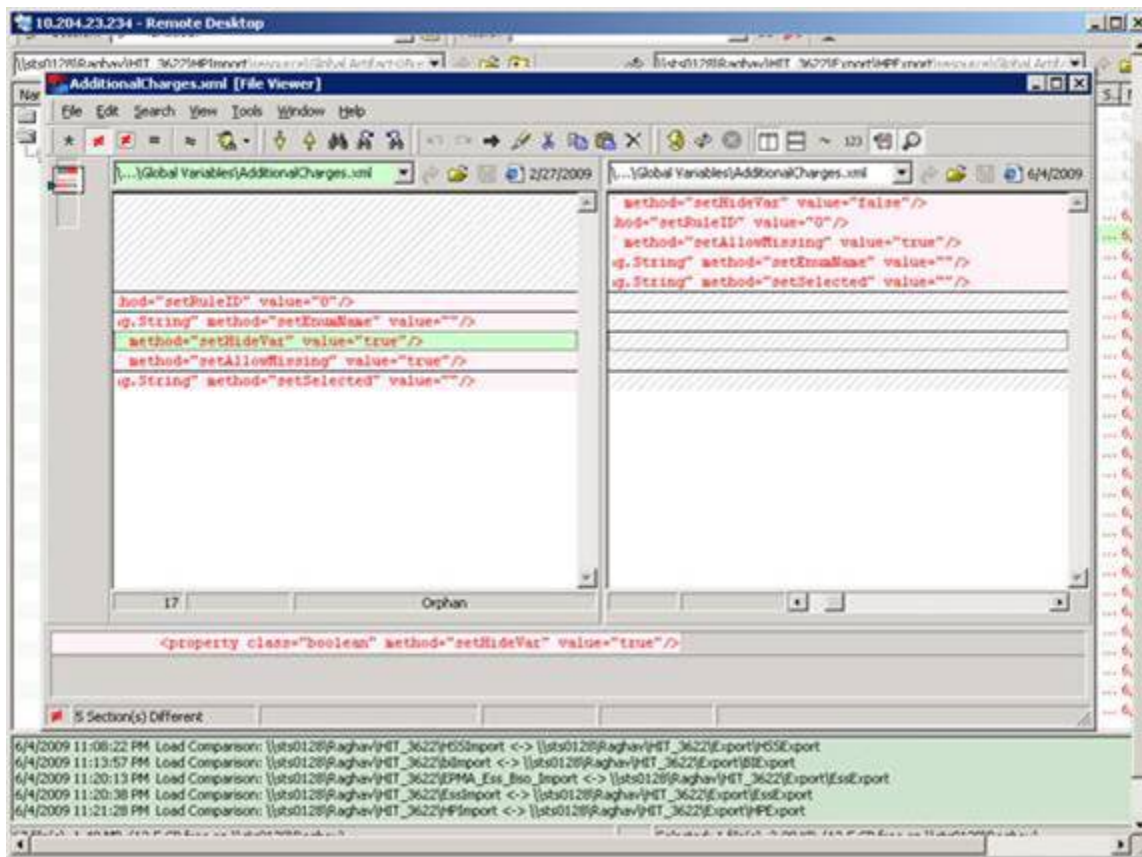 10.204.23.234 - Remote Desktop
\\sts0128\Raghav\HIT_3622\HPImport
\\sts0128\Raghav\HIT_3622\Export\HPExport
AdditionalCharges.xml [File Viewer]
File Edit Search View Tools Window Help
\...\Global Variables\AdditionalCharges.xml 2/27/2009
\...\Global Variables\AdditionalCharges.xml 6/4/2009
method="setHideVar" value="false"/>
hod="setRuleID" value="0"/>
method="setAllowMissing" value="true"/>
g.String" method="setEnumName" value=""/>
g.String" method="setSelected" value=""/>
hod="setRuleID" value="0"/>
g.String" method="setEnumName" value=""/>
method="setHideVar" value="true"/>
method="setAllowMissing" value="true"/>
g.String" method="setSelected" value=""/>
17 Orphan
<property class="boolean" method="setHideVar" value="true"/>
5 Section(s) Different
6/4/2009 11:08:22 PM Load Comparison: \\sts0128\Raghav\HIT_3622\HSSImport <-> \\sts0128\Raghav\HIT_3622\Export\HSSExport
6/4/2009 11:13:57 PM Load Comparison: \\sts0128\Raghav\HIT_3622\biImport <-> \\sts0128\Raghav\HIT_3622\Export\BIExport
6/4/2009 11:20:13 PM Load Comparison: \\sts0128\Raghav\HIT_3622\EPMA_Ess_Bso_Import <-> \\sts0128\Raghav\HIT_3622\Export\EssExport
6/4/2009 11:20:38 PM Load Comparison: \\sts0128\Raghav\HIT_3622\EssImport <-> \\sts0128\Raghav\HIT_3622\Export\EssExport
6/4/2009 11:21:28 PM Load Comparison: \\sts0128\Raghav\HIT_3622\HPImport <-> \\sts0128\Raghav\HIT_3622\Export\HPExport